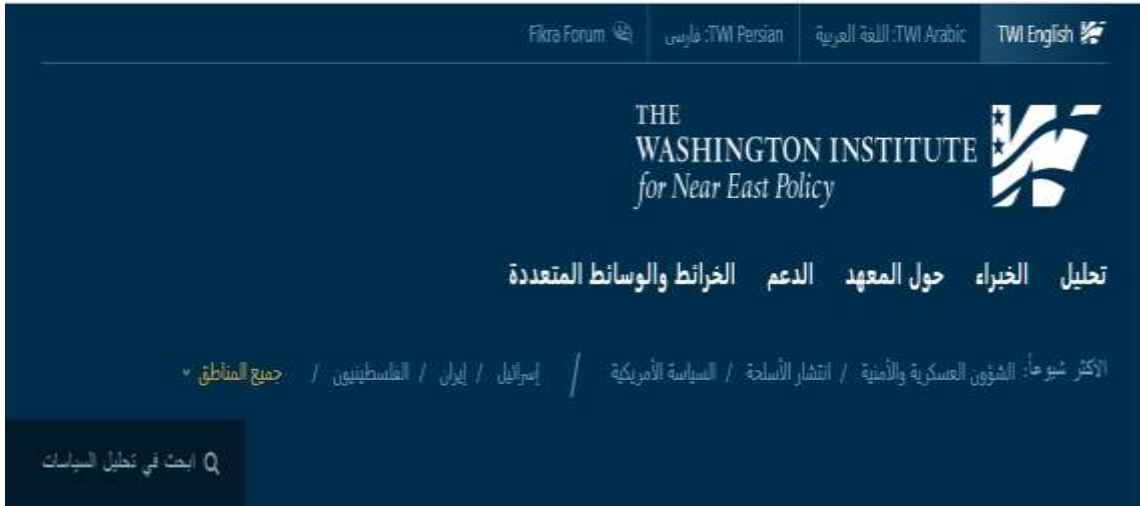 TWI English TWI Arabic: اللغة العربية TWI Persian: فارسى Fikra Forum
THE
WASHINGTON INSTITUTE
for Near East Policy
تحليل الخبراء حول المعهد الدعم الخرائط والوسائط المتعددة
الأكثر شيوعاً: الشؤون العسكرية والأمنية / انتشار الأسلحة / السياسة الأمريكية / إسرائيل / إيران / الفلسطينيون / جميع المناطق
ابحث في تحليل السياسات